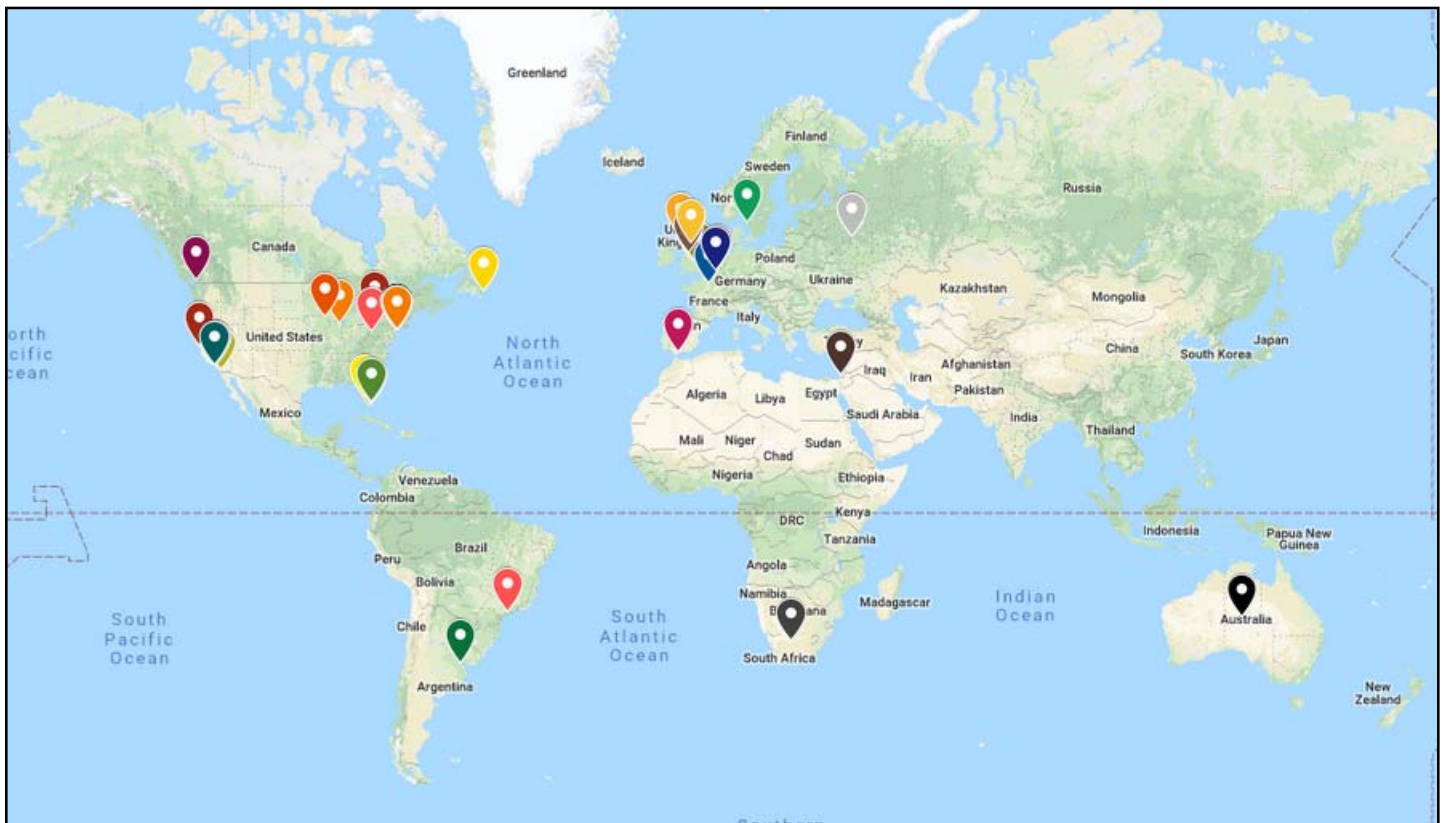 Greenland
Finland
Iceland
Sweden
Nor
Russia
Canada
Poland
Germany
Ukraine
Kazakhstan
Mongolia
France
Italy
United States
North
Atlantic
Ocean
Japan
China
South Korea
Afghanistan
Iraq
Iran
Pakistan
Algeria
Libya
Egypt
Mexico
Saudi Arabia
India
Thailand
Mali
Niger
Sudan
Chad
Nigeria
Ethiopia
Venezuela
Colombia
DRC
Kenya
Indonesia
Papua New
Guinea
Tanzania
Brazil
Peru
Angola
Bolivia
Namibia
Madagascar
Indian
Ocean
South
Pacific
Ocean
Chile
South
Atlantic
Ocean
Australia
South Africa
Argentina
New
Zealand